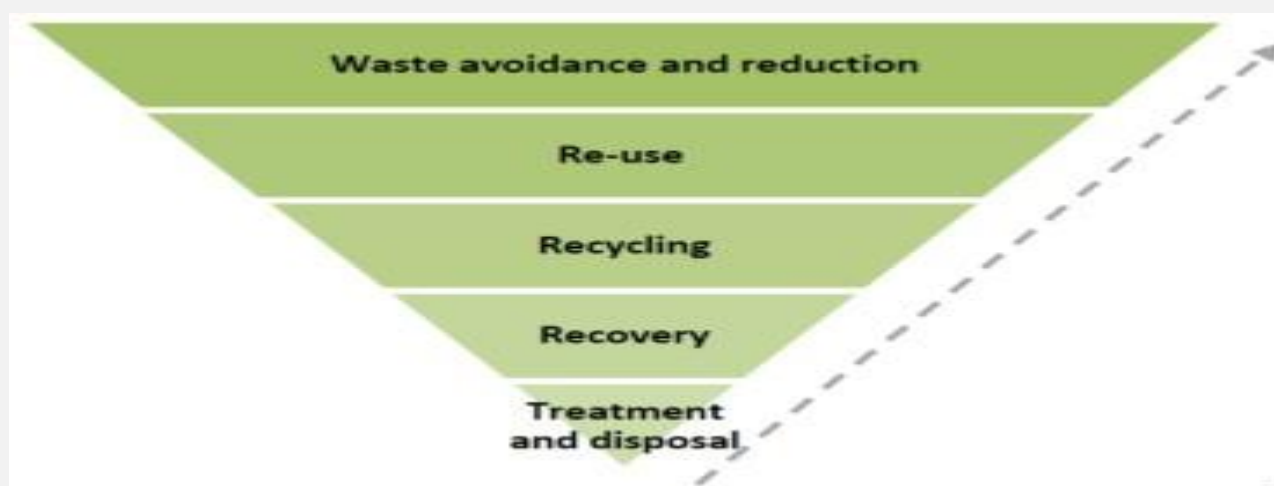 Waste avoidance and reduction
Re-use
Recycling
Recovery
Treatment
and disposal